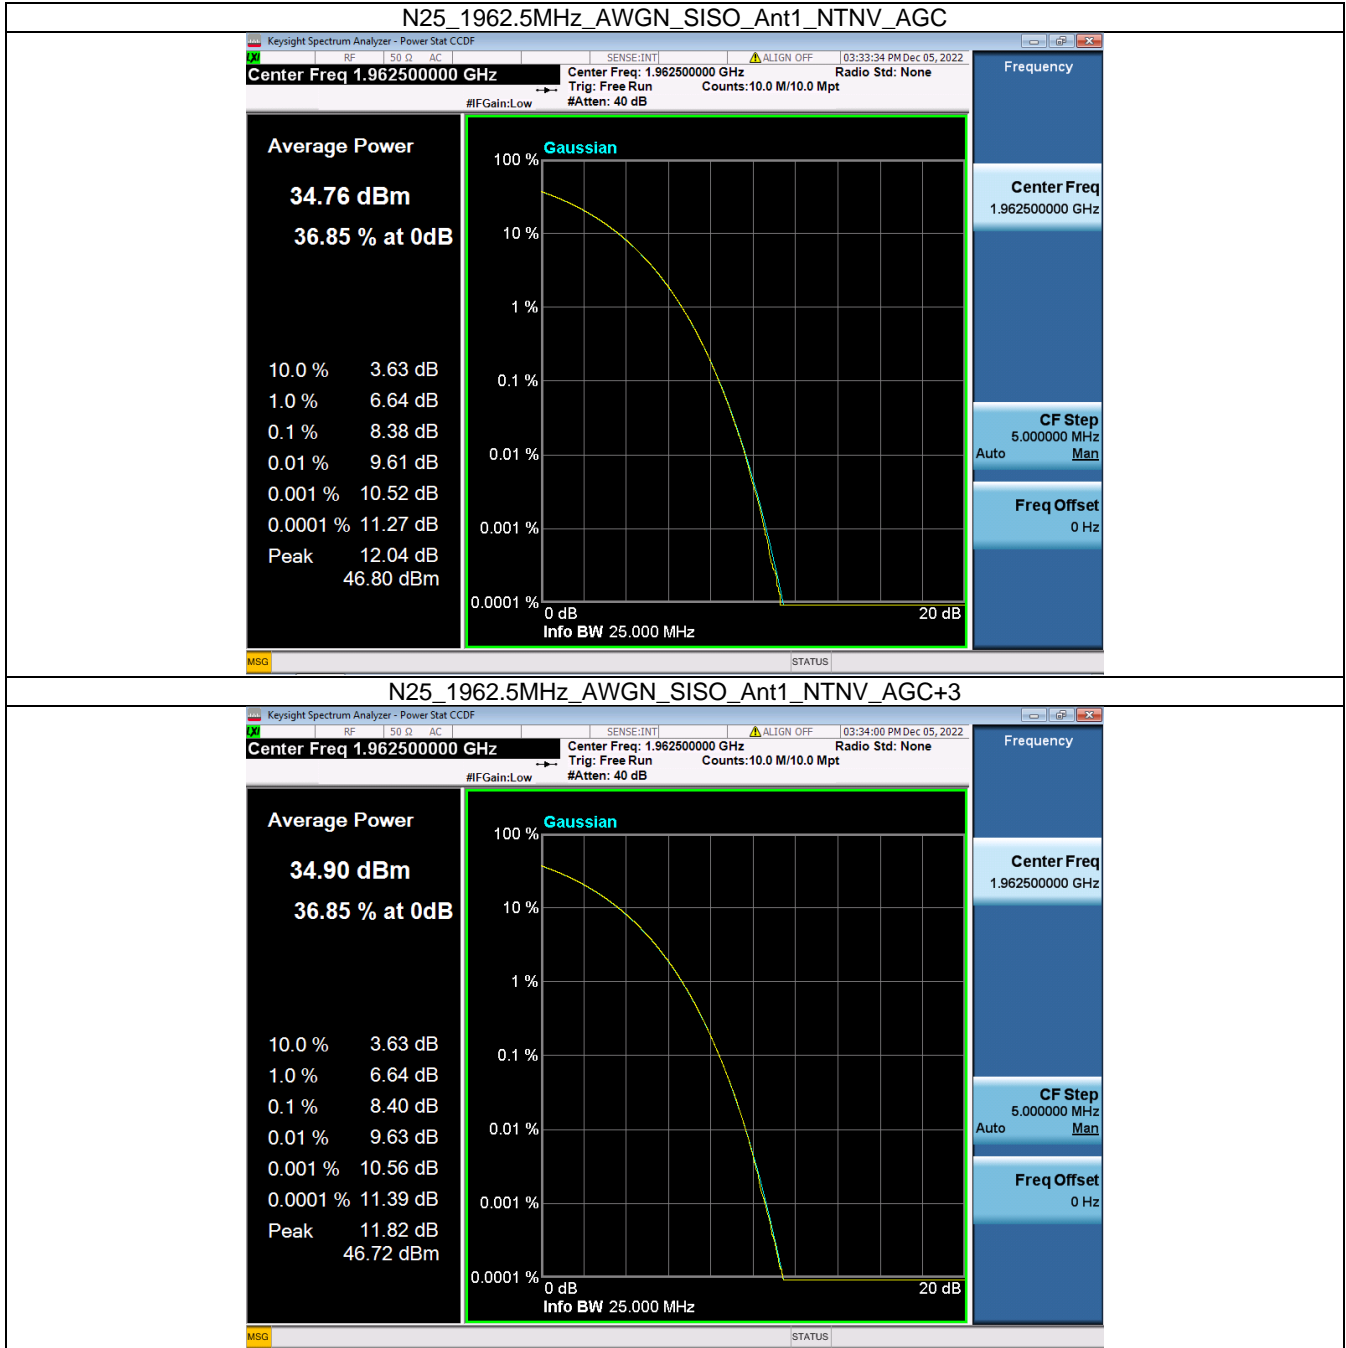 N25_1962.5MHz_AWGN_SISO_Ant1_NTNV_AGC
Keysight Spectrum Analyzer - Power Stat CCDF
LXI RF 50 Ω AC SENSE:INT ALIGN OFF 03:33:34 PM Dec 05, 2022
Center Freq 1.962500000 GHz
Center Freq: 1.962500000 GHz Radio Std: None
Trig: Free Run Counts:10.0 M/10.0 Mpt
#IFGain:Low #Atten: 40 dB
Frequency
Average Power
34.76 dBm
36.85 % at 0dB
10.0 % 3.63 dB
1.0 % 6.64 dB
0.1 % 8.38 dB
0.01 % 9.61 dB
0.001 % 10.52 dB
0.0001 % 11.27 dB
Peak 12.04 dB
46.80 dBm
Gaussian
100 %
10 %
1 %
0.1 %
0.01 %
0.001 %
0.0001 %
0 dB 20 dB
Info BW 25.000 MHz
Center Freq
1.962500000 GHz
CF Step
5.000000 MHz
Auto Man
Freq Offset
0 Hz
MSG STATUS
N25_1962.5MHz_AWGN_SISO_Ant1_NTNV_AGC+3
Keysight Spectrum Analyzer - Power Stat CCDF
LXI RF 50 Ω AC SENSE:INT ALIGN OFF 03:34:00 PM Dec 05, 2022
Center Freq 1.962500000 GHz
Center Freq: 1.962500000 GHz Radio Std: None
Trig: Free Run Counts:10.0 M/10.0 Mpt
#IFGain:Low #Atten: 40 dB
Frequency
Average Power
34.90 dBm
36.85 % at 0dB
10.0 % 3.63 dB
1.0 % 6.64 dB
0.1 % 8.40 dB
0.01 % 9.63 dB
0.001 % 10.56 dB
0.0001 % 11.39 dB
Peak 11.82 dB
46.72 dBm
Gaussian
100 %
10 %
1 %
0.1 %
0.01 %
0.001 %
0.0001 %
0 dB 20 dB
Info BW 25.000 MHz
Center Freq
1.962500000 GHz
CF Step
5.000000 MHz
Auto Man
Freq Offset
0 Hz
MSG STATUS